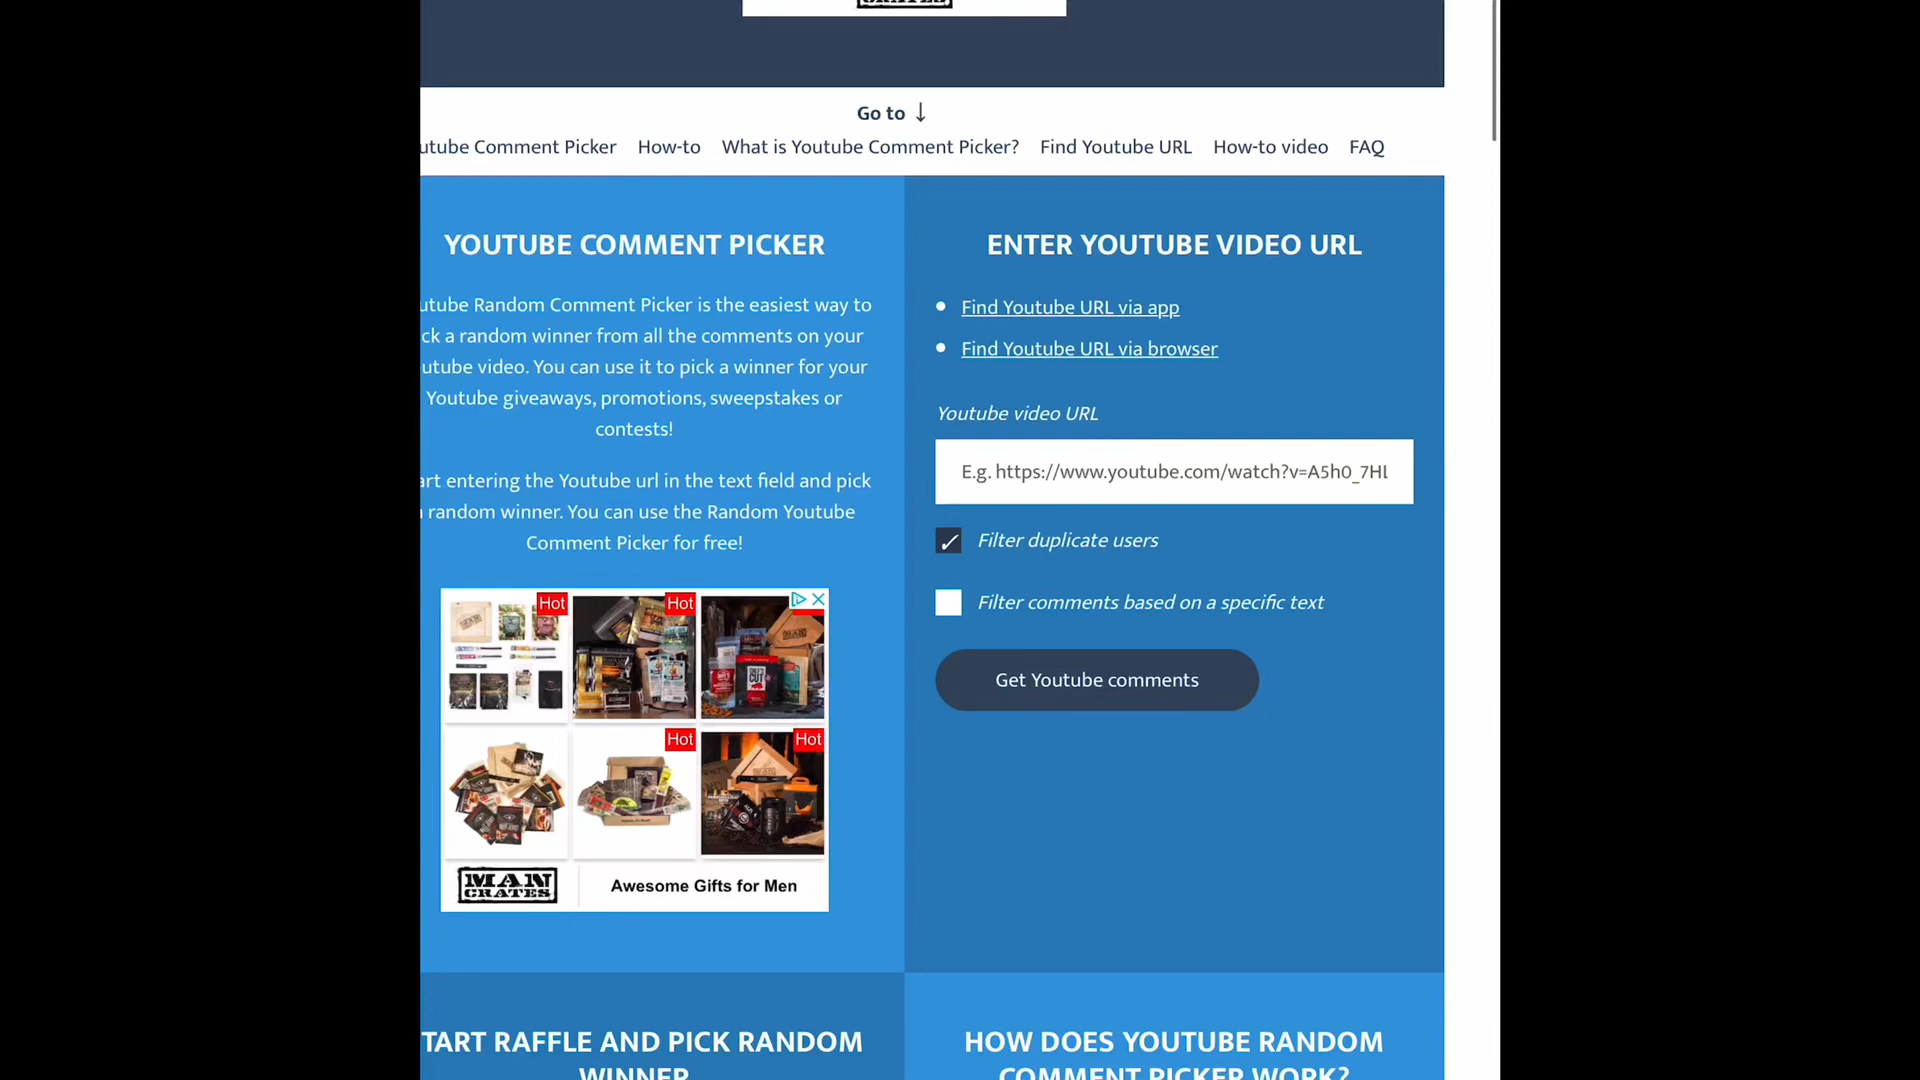 Go to ↓
utube Comment Picker How-to What is Youtube Comment Picker? Find Youtube URL How-to video FAQ
YOUTUBE COMMENT PICKER
utube Random Comment Picker is the easiest way to
ck a random winner from all the comments on your
utube video. You can use it to pick a winner for your
Youtube giveaways, promotions, sweepstakes or
contests!
art entering the Youtube url in the text field and pick
random winner. You can use the Random Youtube
Comment Picker for free!
Hot Hot
Hot Hot
MAN CRATES
Awesome Gifts for Men
ENTER YOUTUBE VIDEO URL
Find Youtube URL via app
Find Youtube URL via browser
Youtube video URL
E.g. https://www.youtube.com/watch?v=A5h0_7HL
Filter duplicate users
Filter comments based on a specific text
Get Youtube comments
TART RAFFLE AND PICK RANDOM
WINNER
HOW DOES YOUTUBE RANDOM
COMMENT PICKER WORK?